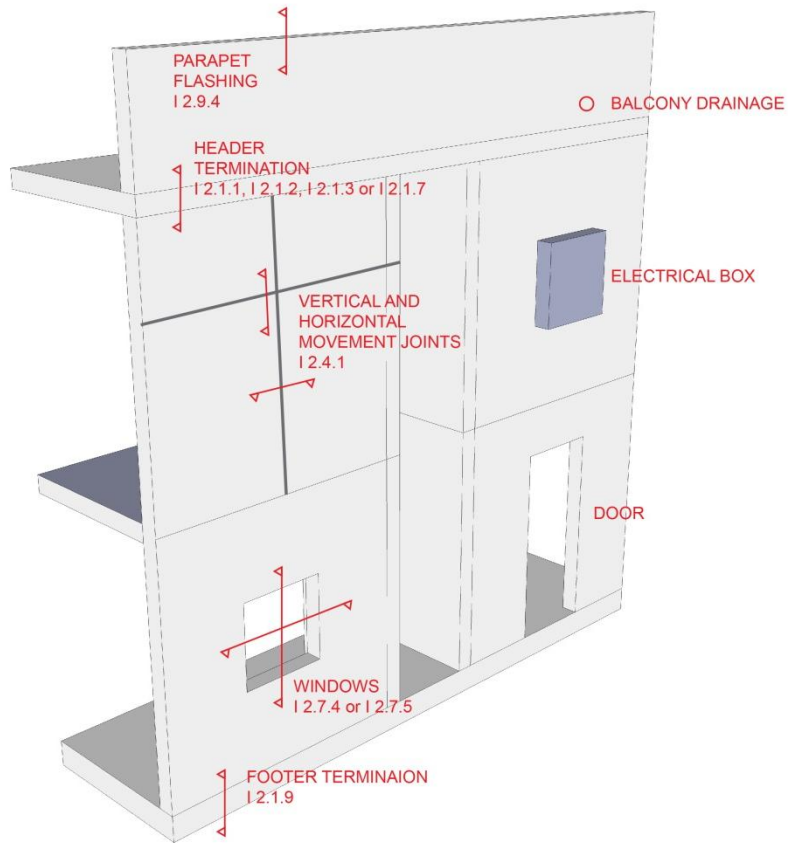 PARAPET
FLASHING
I 2.9.4
BALCONY DRAINAGE
HEADER
TERMINATION
I 2.1.1, I 2.1.2, I 2.1.3 or I 2.1.7
ELECTRICAL BOX
VERTICAL AND
HORIZONTAL
MOVEMENT JOINTS
I 2.4.1
DOOR
WINDOWS
I 2.7.4 or I 2.7.5
FOOTER TERMINAION
I 2.1.9